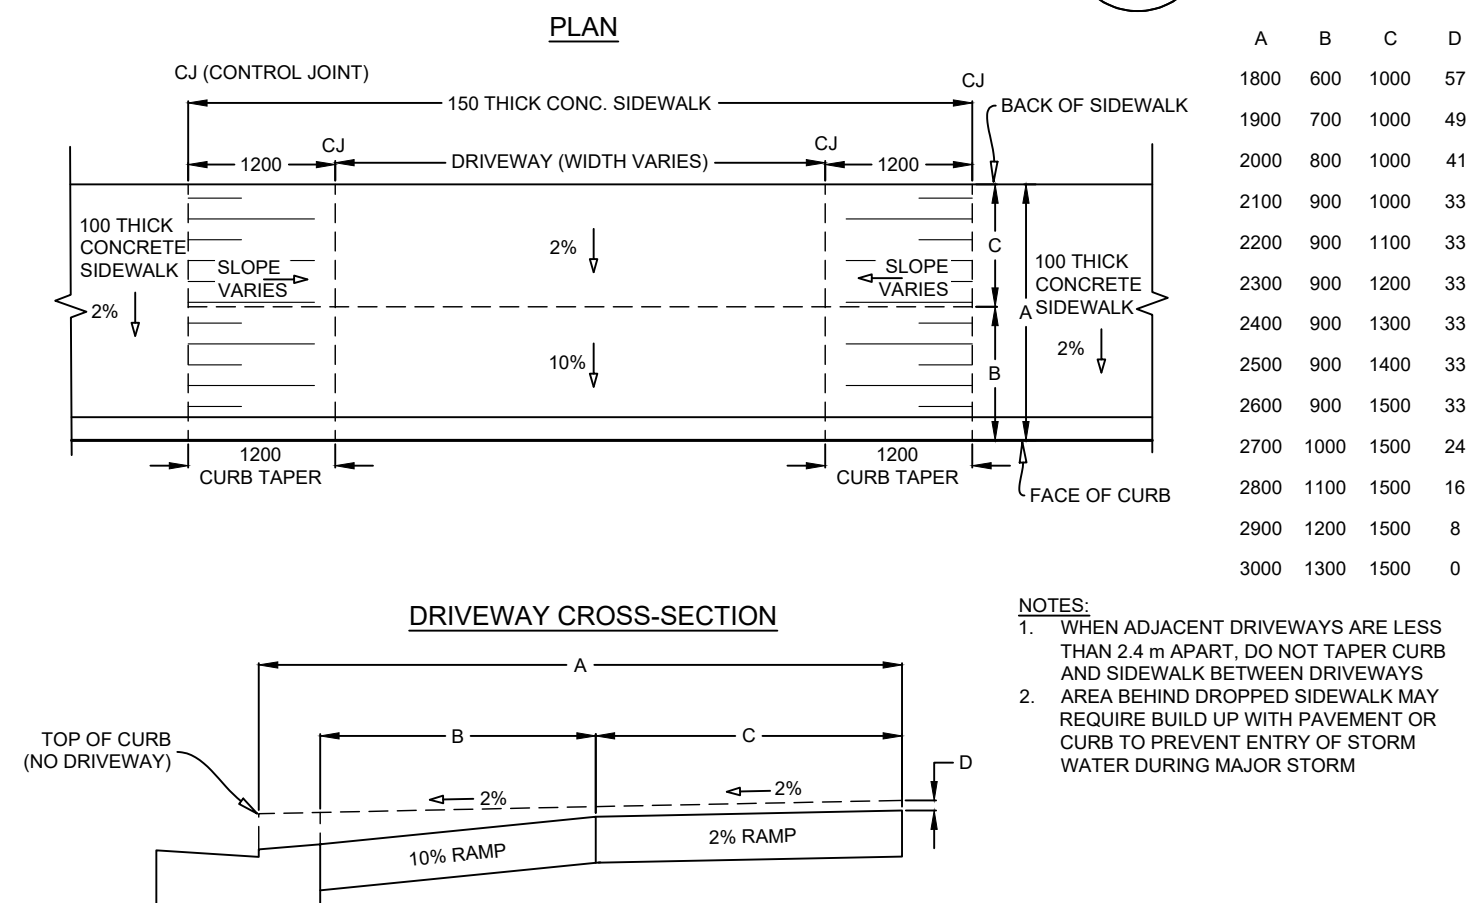 PLAN
CJ (CONTROL JOINT)
CJ
150 THICK CONC. SIDEWALK
BACK OF SIDEWALK
CJ
CJ
1200
DRIVEWAY (WIDTH VARIES)
1200
100 THICK
CONCRETE
SIDEWALK
2%
SLOPE
VARIES
2%
10%
SLOPE
VARIES
C
A
B
100 THICK
CONCRETE
SIDEWALK
2%
1200
CURB TAPER
1200
CURB TAPER
FACE OF CURB
A B C D
1800 600 1000 57
1900 700 1000 49
2000 800 1000 41
2100 900 1000 33
2200 900 1100 33
2300 900 1200 33
2400 900 1300 33
2500 900 1400 33
2600 900 1500 33
2700 1000 1500 24
2800 1100 1500 16
2900 1200 1500 8
3000 1300 1500 0
NOTES:
1. WHEN ADJACENT DRIVEWAYS ARE LESS
THAN 2.4 m APART, DO NOT TAPER CURB
AND SIDEWALK BETWEEN DRIVEWAYS
2. AREA BEHIND DROPPED SIDEWALK MAY
REQUIRE BUILD UP WITH PAVEMENT OR
CURB TO PREVENT ENTRY OF STORM
WATER DURING MAJOR STORM
DRIVEWAY CROSS-SECTION
A
TOP OF CURB
(NO DRIVEWAY)
B
C
D
2%
2%
10% RAMP
2% RAMP